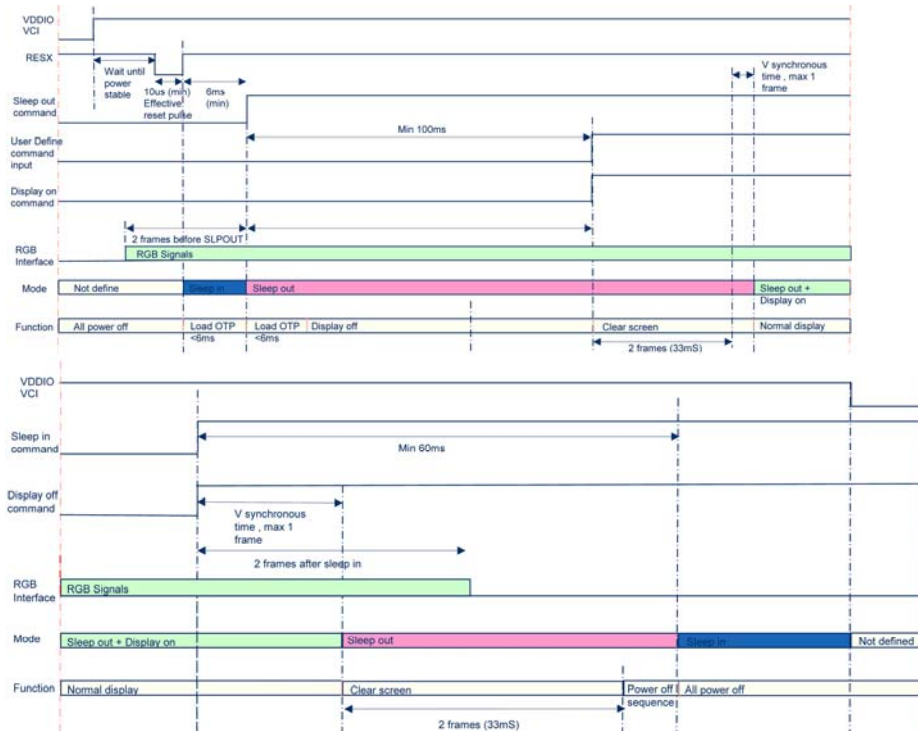 VDDIO
VCI
RESX
Wait until
power
stable
10us (min)
Effective
reset pulse
6ms
(min)
V synchronous
time , max 1
frame
Sleep out
command
Min 100ms
User Define
command
input
Display on
command
2 frames before SLPOUT
RGB
Interface
RGB Signals
Mode
Not define
Sleep in
Sleep out
Sleep out +
Display on
Function
All power off
Load OTP
<6ms
Load OTP
<6ms
Display off
Clear screen
Normal display
2 frames (33mS)
VDDIO
VCI
Sleep in
command
Min 60ms
Display off
command
V synchronous
time , max 1
frame
2 frames after sleep in
RGB
Interface
RGB Signals
Mode
Sleep out + Display on
Sleep out
Sleep in
Not defined
Function
Normal display
Clear screen
Power off
sequence
All power off
2 frames (33mS)